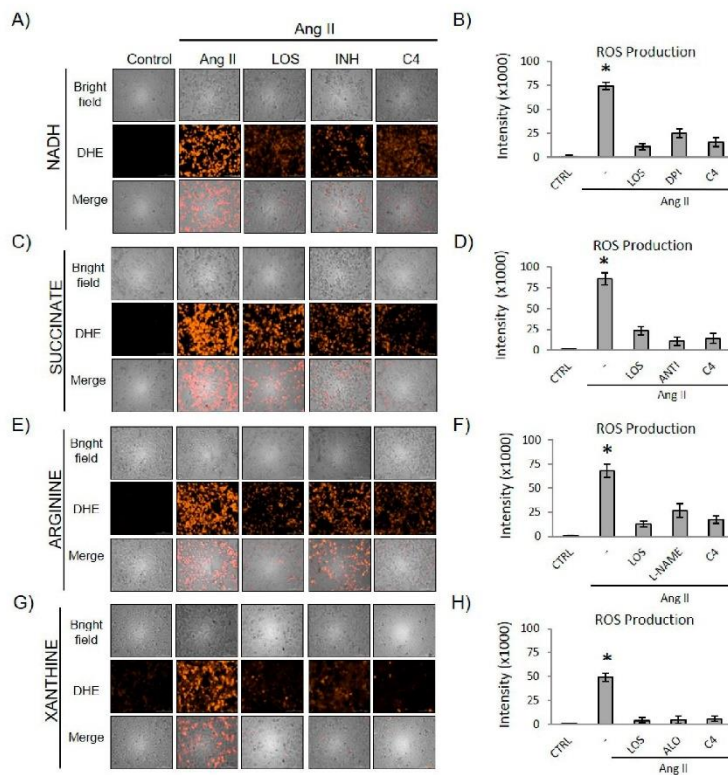 A)
Ang II
Control Ang II LOS INH C4
NADH
Bright field
DHE
Merge
B)
ROS Production
Intensity (x1000)
100
75
50
25
0
*
CTRL - LOS DPI C4
Ang II
C)
SUCCINATE
Bright field
DHE
Merge
D)
ROS Production
Intensity (x1000)
100
75
50
25
0
*
CTRL - LOS ANTI C4
Ang II
E)
ARGININE
Bright field
DHE
Merge
F)
ROS Production
Intensity (x1000)
100
75
50
25
0
*
CTRL - LOS L-NAME C4
Ang II
G)
XANTHINE
Bright field
DHE
Merge
H)
ROS Production
Intensity (x1000)
100
75
50
25
0
*
CTRL - LOS ALO C4
Ang II